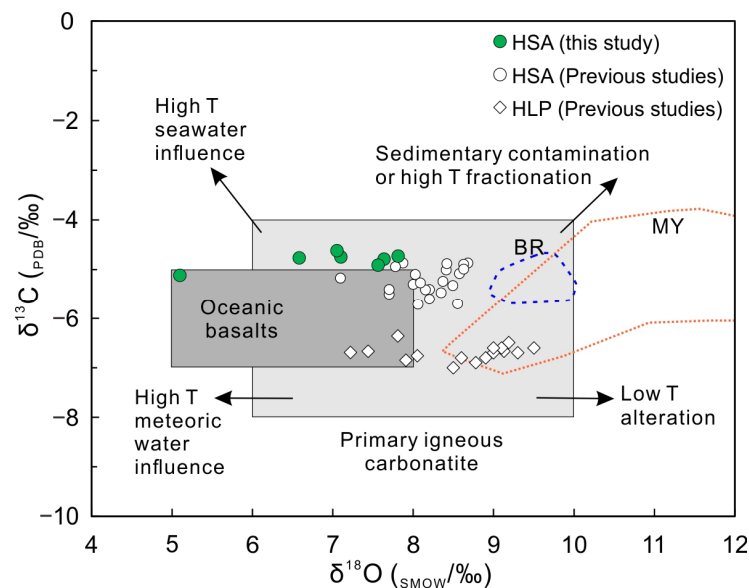 0
−2
−4
−6
−8
−10
δ¹³C (PDB/‰)
HSA (this study)
HSA (Previous studies)
HLP (Previous studies)
High T
seawater
influence
Sedimentary contamination
or high T fractionation
BR
MY
Oceanic
basalts
High T
meteoric
water
influence
Primary igneous
carbonatite
Low T
alteration
4
5
6
7
8
9
10
11
12
δ¹⁸O (SMOW/‰)